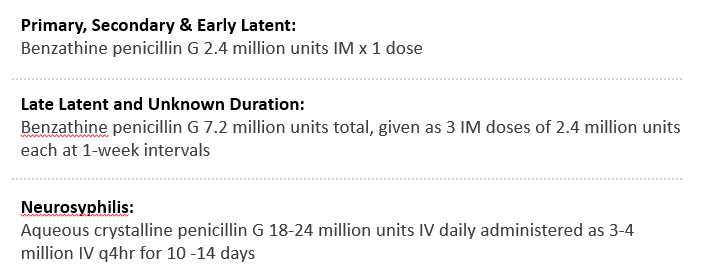 Primary, Secondary & Early Latent:
Benzathine penicillin G 2.4 million units IM x 1 dose
Late Latent and Unknown Duration:
Benzathine penicillin G 7.2 million units total, given as 3 IM doses of 2.4 million units
each at 1-week intervals
Neurosyphilis:
Aqueous crystalline penicillin G 18-24 million units IV daily administered as 3-4
million IV q4hr for 10 -14 days